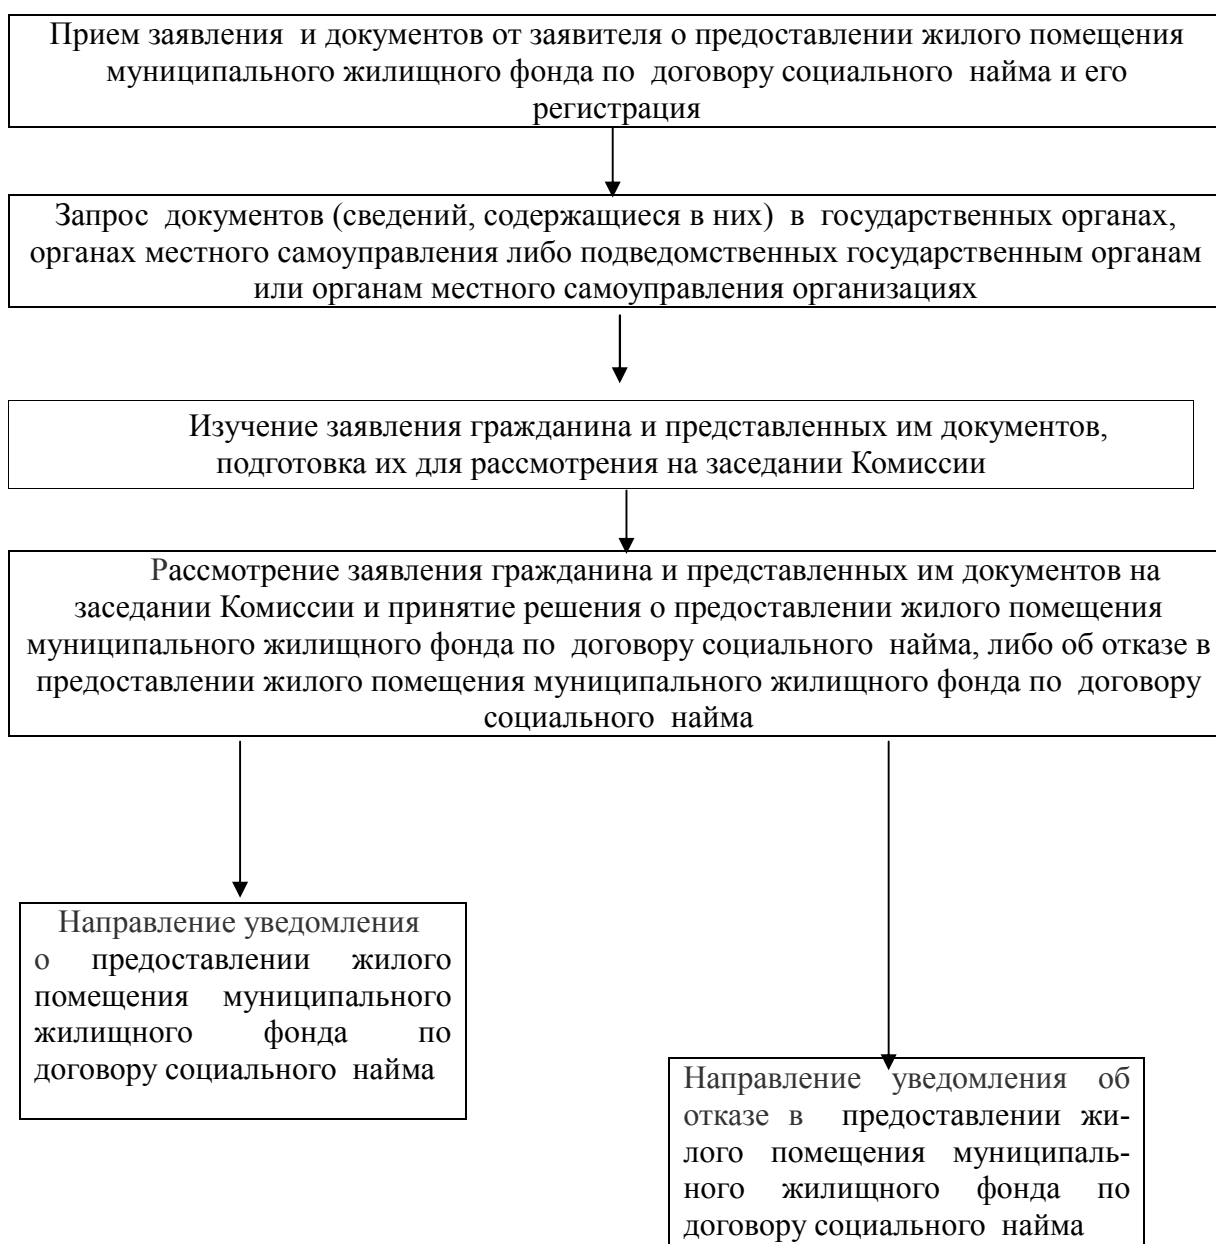 Прием заявления и документов от заявителя о предоставлении жилого помещения
муниципального жилищного фонда по договору социального найма и его
регистрация
Запрос документов (сведений, содержащиеся в них) в государственных органах,
органах местного самоуправления либо подведомственных государственным органам
или органам местного самоуправления организациях
Изучение заявления гражданина и представленных им документов,
подготовка их для рассмотрения на заседании Комиссии
Рассмотрение заявления гражданина и представленных им документов на
заседании Комиссии и принятие решения о предоставлении жилого помещения
муниципального жилищного фонда по договору социального найма, либо об отказе в
предоставлении жилого помещения муниципального жилищного фонда по договору
социального найма
Направление уведомления
о предоставлении жилого
помещения муниципального
жилищного фонда по
договору социального найма
Направление уведомления об
отказе в предоставлении жи-
лого помещения муниципаль-
ного жилищного фонда по
договору социального найма